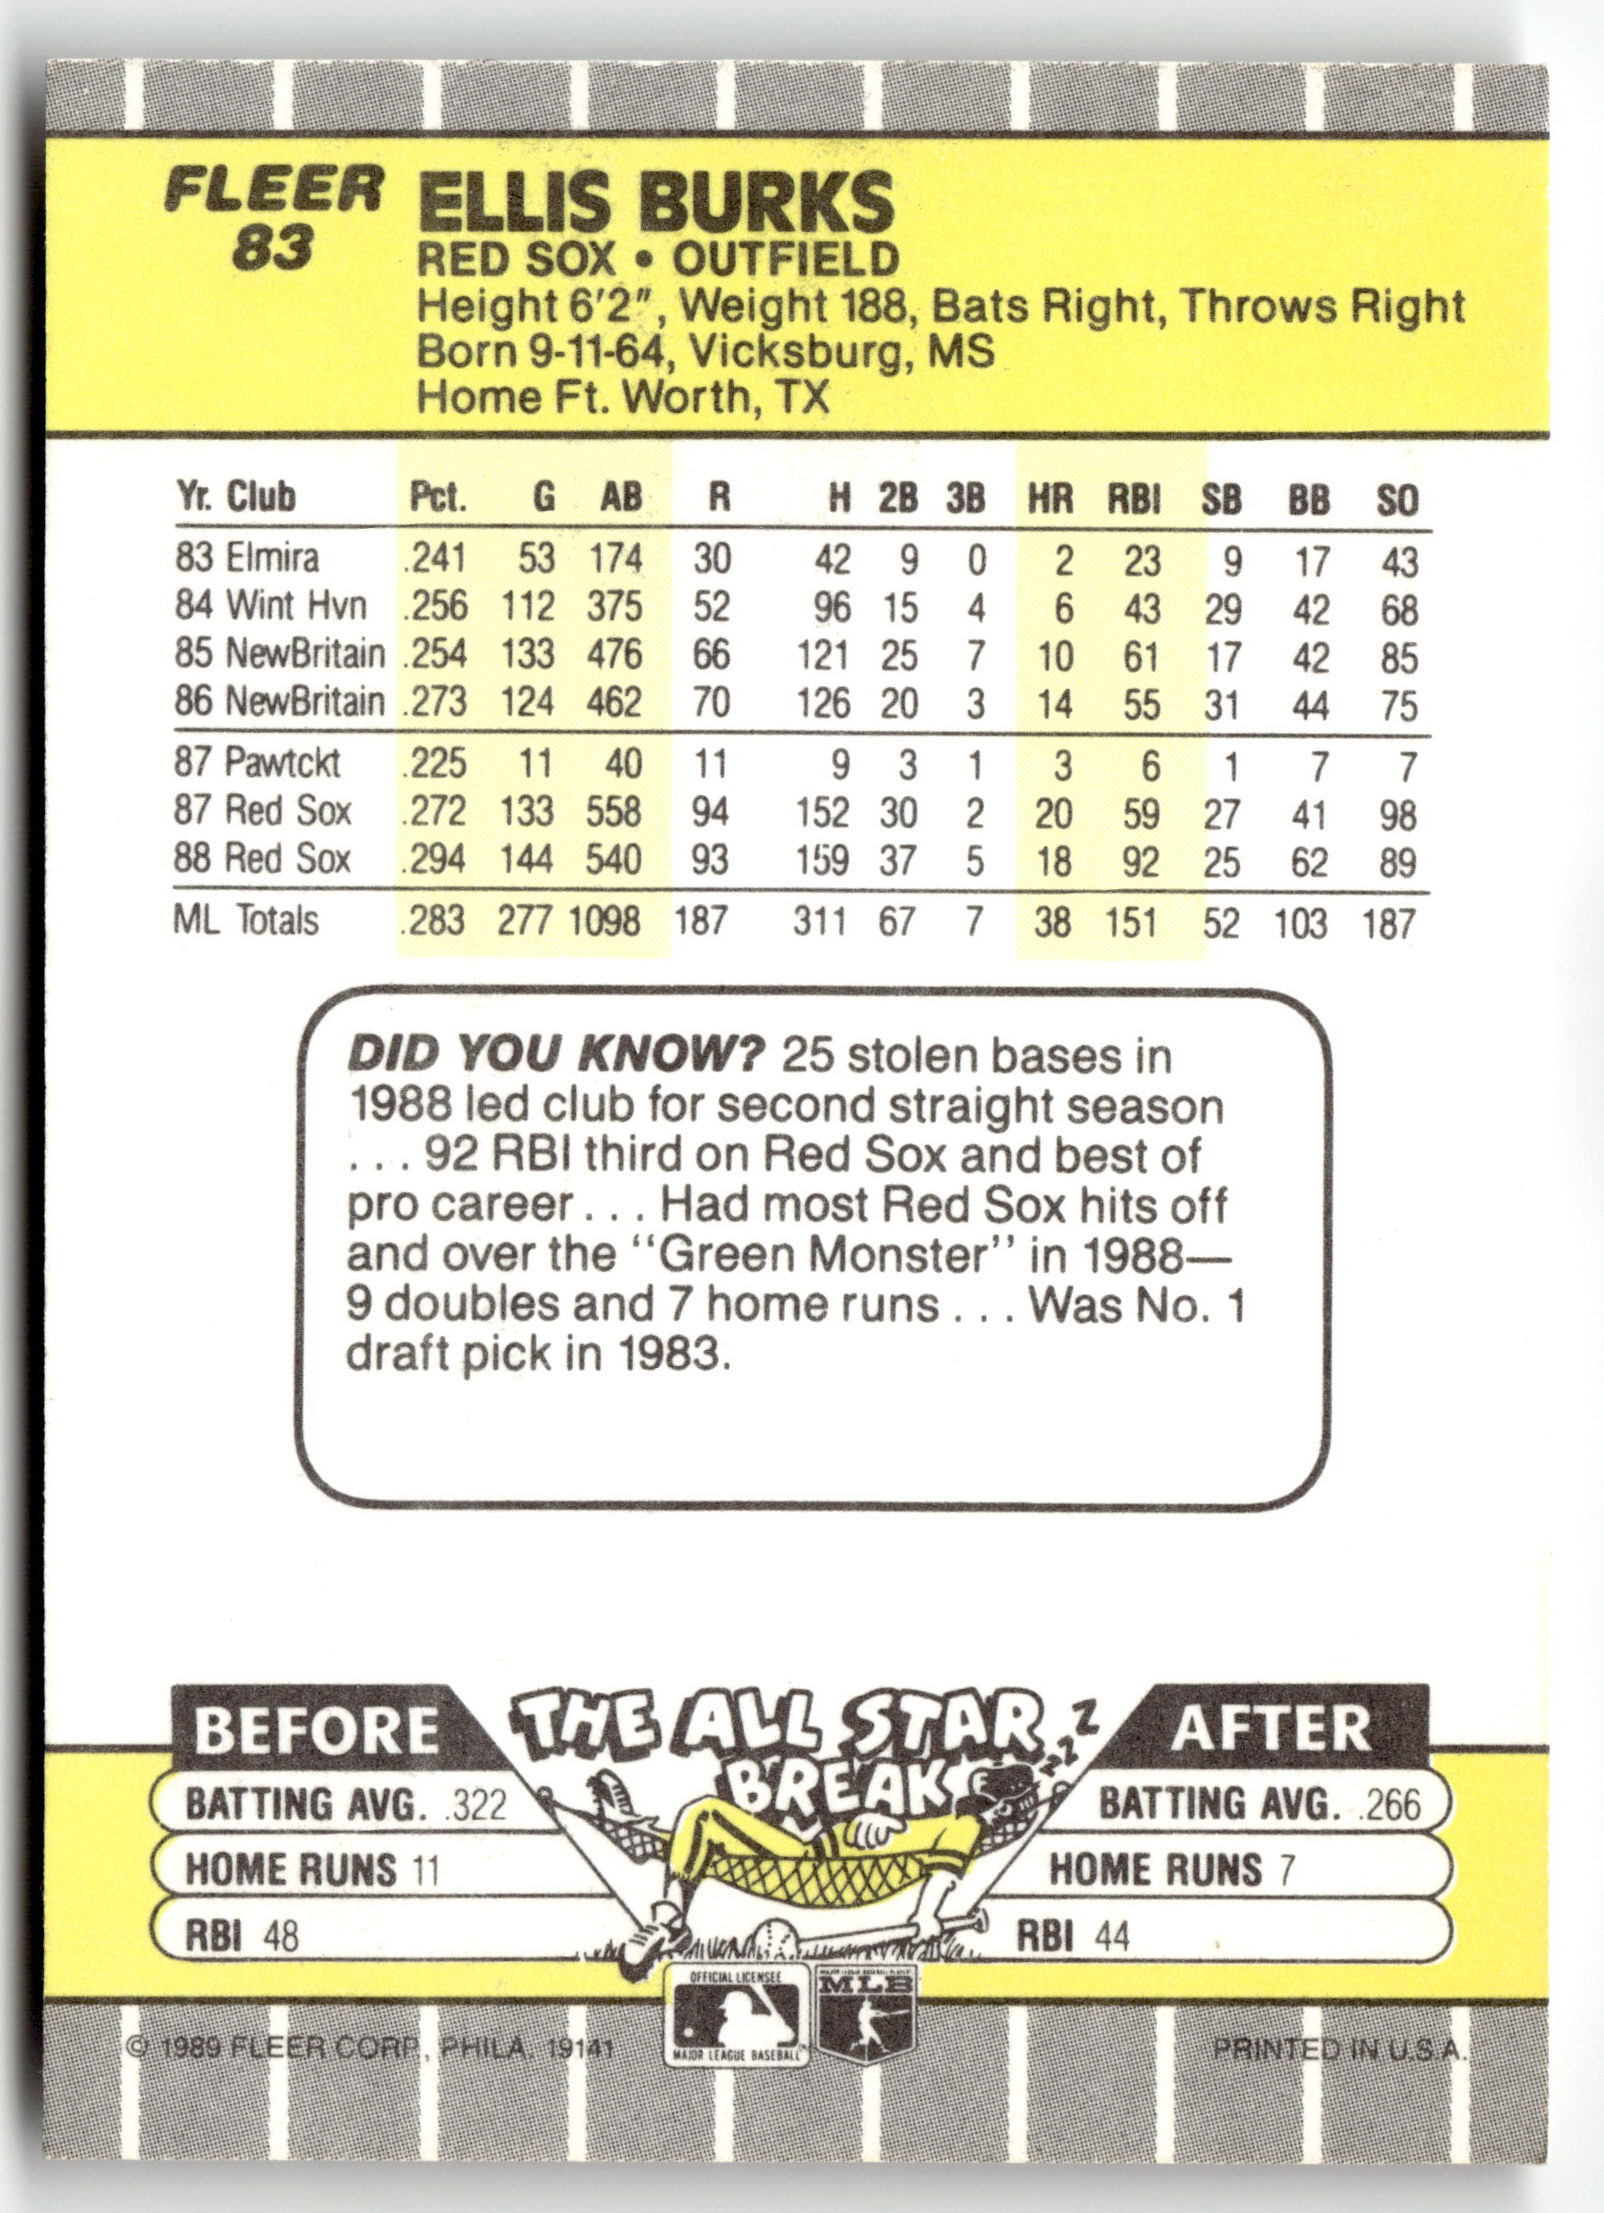 FLEER
83
ELLIS BURKS
RED SOX • OUTFIELD
Height 6'2", Weight 188, Bats Right, Throws Right
Born 9-11-64, Vicksburg, MS
Home Ft. Worth, TX
Yr. Club Pct. G AB R H 2B 3B HR RBI SB BB SO
83 Elmira .241 53 174 30 42 9 0 2 23 9 17 43
84 Wint Hvn .256 112 375 52 96 15 4 6 43 29 42 68
85 NewBritain .254 133 476 66 121 25 7 10 61 17 42 85
86 NewBritain .273 124 462 70 126 20 3 14 55 31 44 75
87 Pawtckt .225 11 40 11 9 3 1 3 6 1 7 7
87 Red Sox .272 133 558 94 152 30 2 20 59 27 41 98
88 Red Sox .294 144 540 93 159 37 5 18 92 25 62 89
ML Totals .283 277 1098 187 311 67 7 38 151 52 103 187
DID YOU KNOW? 25 stolen bases in
1988 led club for second straight season
. . . 92 RBI third on Red Sox and best of
pro career . . . Had most Red Sox hits off
and over the "Green Monster" in 1988—
9 doubles and 7 home runs . . . Was No. 1
draft pick in 1983.
BEFORE THE ALL STAR BREAK ZZZZ AFTER
BATTING AVG. .322 BATTING AVG. .266
HOME RUNS 11 HOME RUNS 7
RBI 48 RBI 44
OFFICIAL LICENSEE
MAJOR LEAGUE BASEBALL
MLB
© 1989 FLEER CORP., PHILA. 19141 PRINTED IN U.S.A.